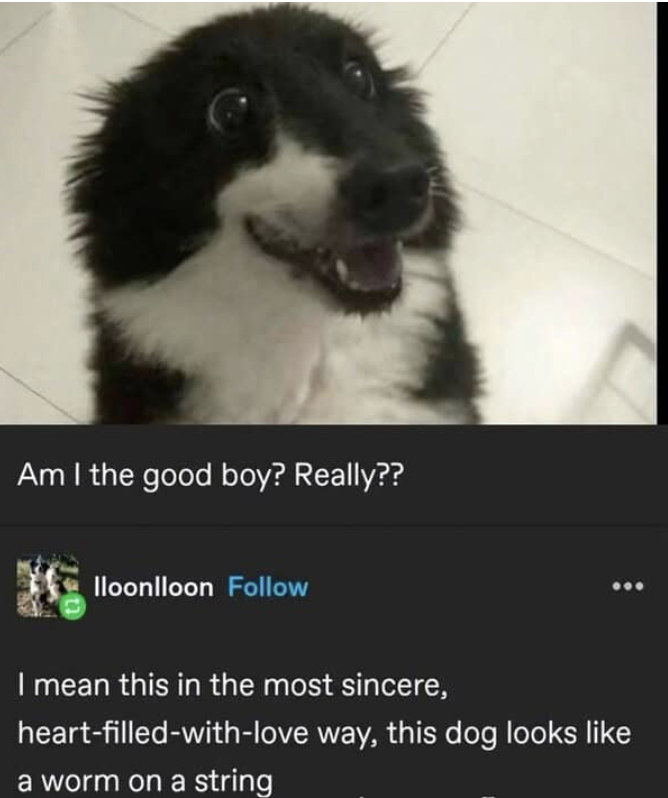 Am I the good boy? Really??
lloonlloon Follow
I mean this in the most sincere,
heart-filled-with-love way, this dog looks like
a worm on a string